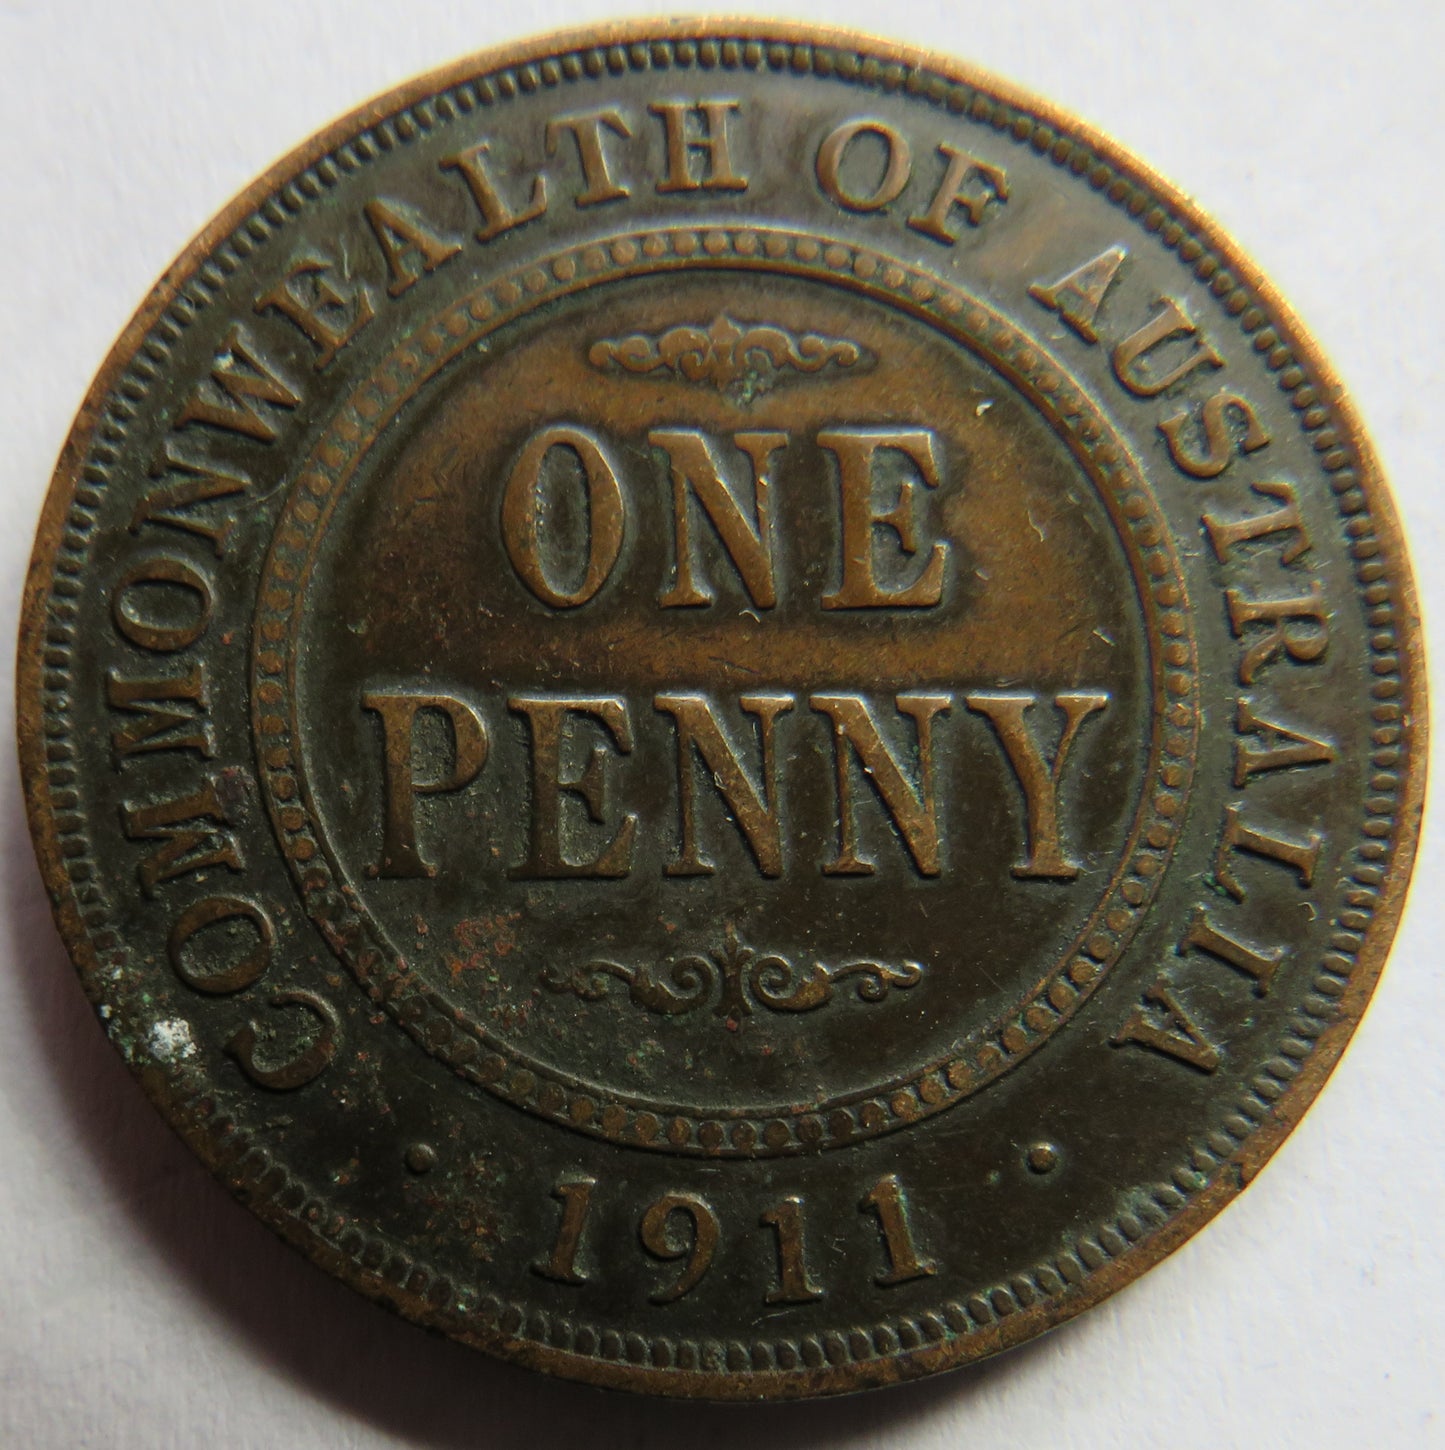 COMMONWEALTH OF AUSTRALIA
ONE
PENNY
· 1911 ·